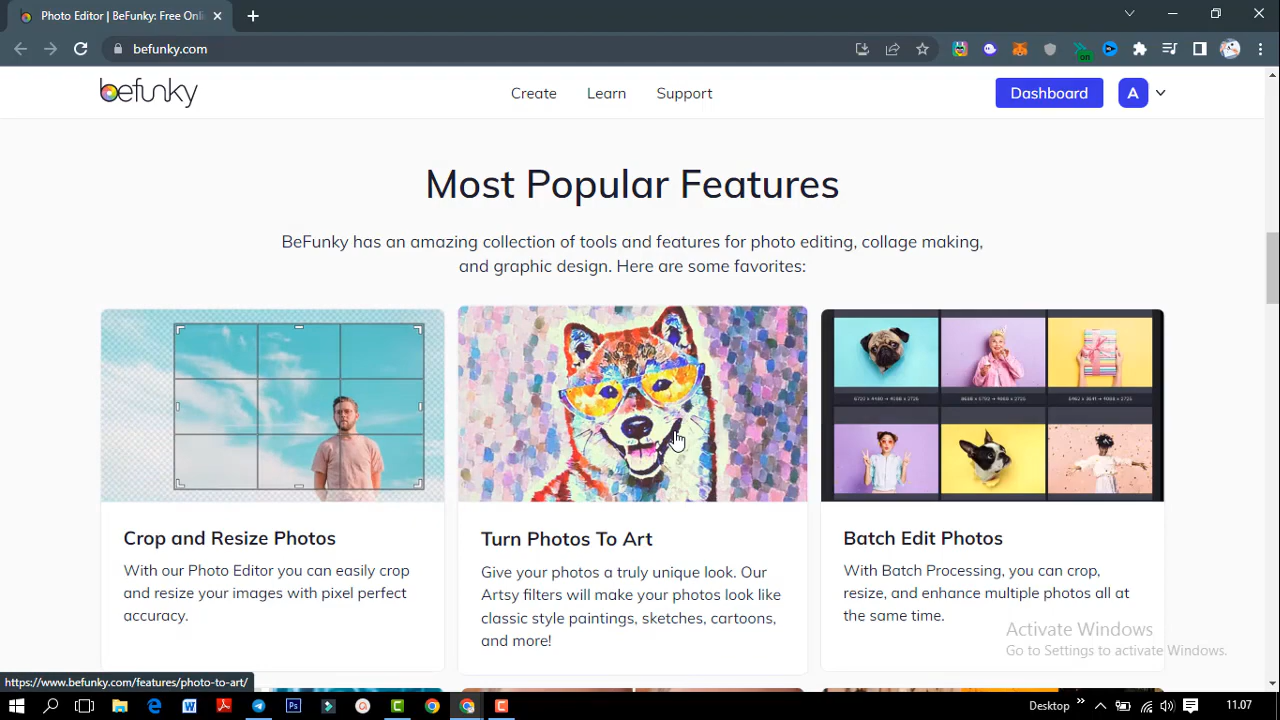 Photo Editor | BeFunky: Free Onli
befunky.com
on
befunky
Create
Learn
Support
Dashboard
A
Most Popular Features
BeFunky has an amazing collection of tools and features for photo editing, collage making,
and graphic design. Here are some favorites:
Crop and Resize Photos
With our Photo Editor you can easily crop
and resize your images with pixel perfect
accuracy.
Turn Photos To Art
Give your photos a truly unique look. Our
Artsy filters will make your photos look like
classic style paintings, sketches, cartoons,
and more!
Batch Edit Photos
With Batch Processing, you can crop,
resize, and enhance multiple photos all at
the same time.
Activate Windows
Go to Settings to activate Windows.
https://www.befunky.com/features/photo-to-art/
Desktop
11.07